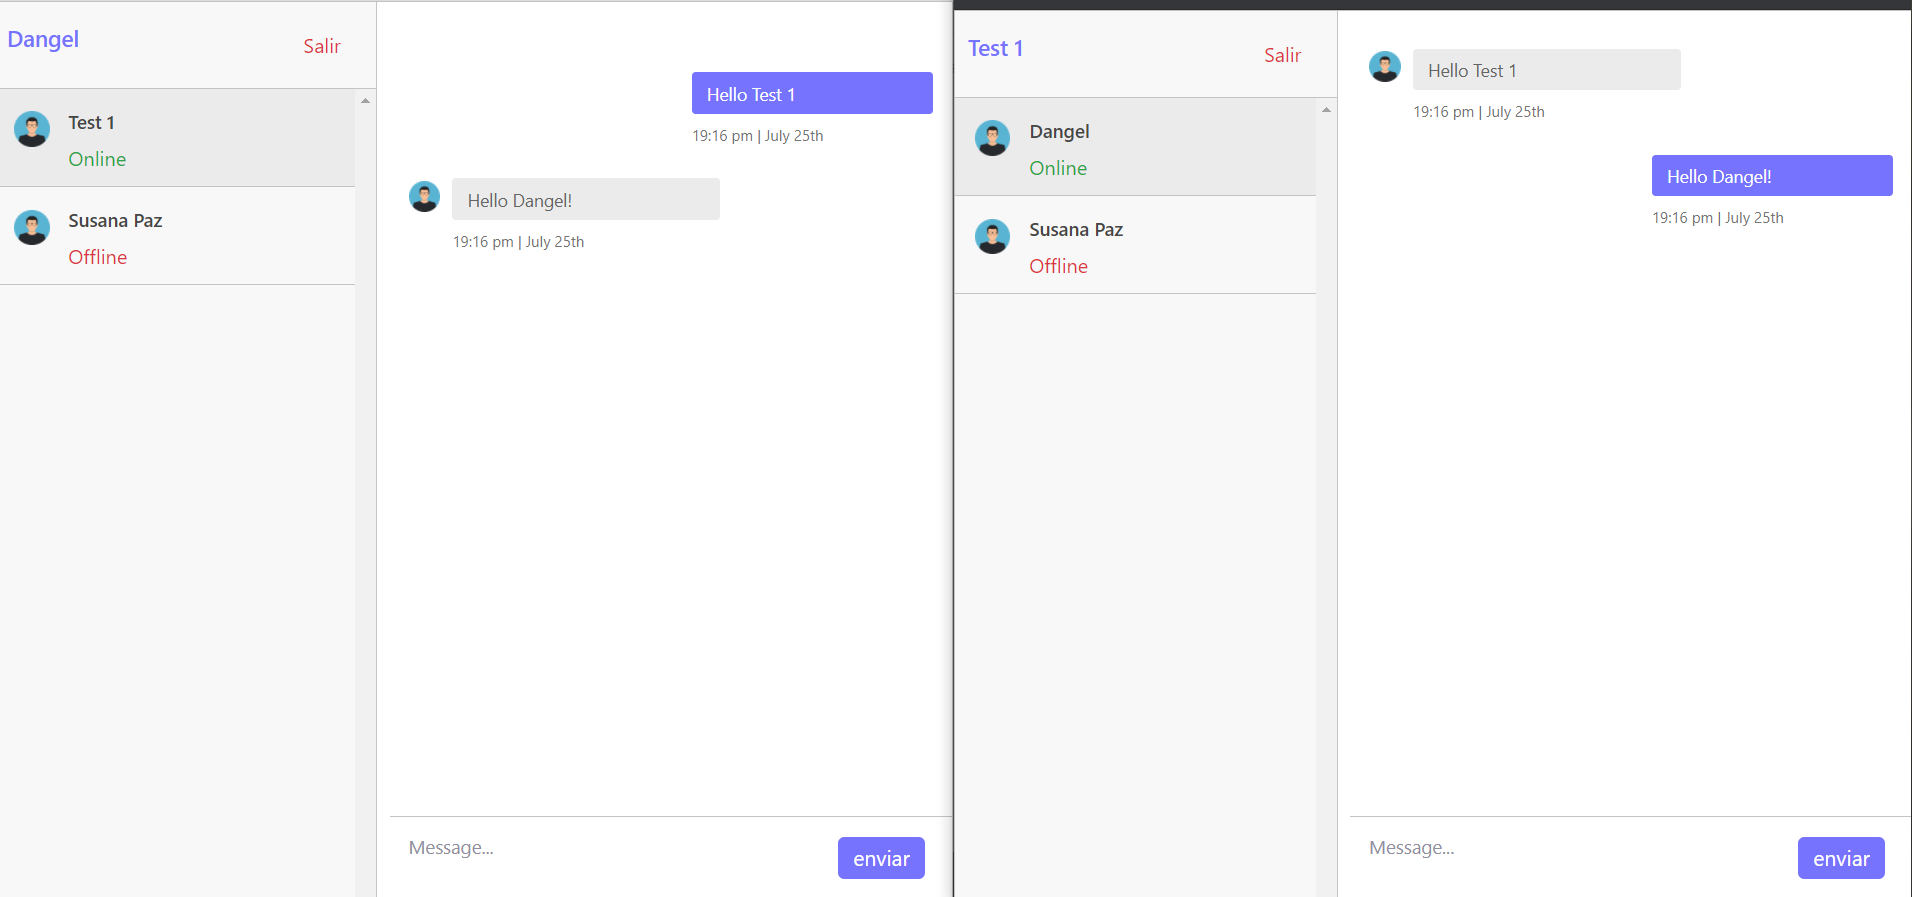 Dangel
Salir
Test 1
Online
Susana Paz
Offline
Hello Test 1
19:16 pm | July 25th
Hello Dangel!
19:16 pm | July 25th
Message...
enviar
Test 1
Salir
Dangel
Online
Susana Paz
Offline
Hello Test 1
19:16 pm | July 25th
Hello Dangel!
19:16 pm | July 25th
Message...
enviar